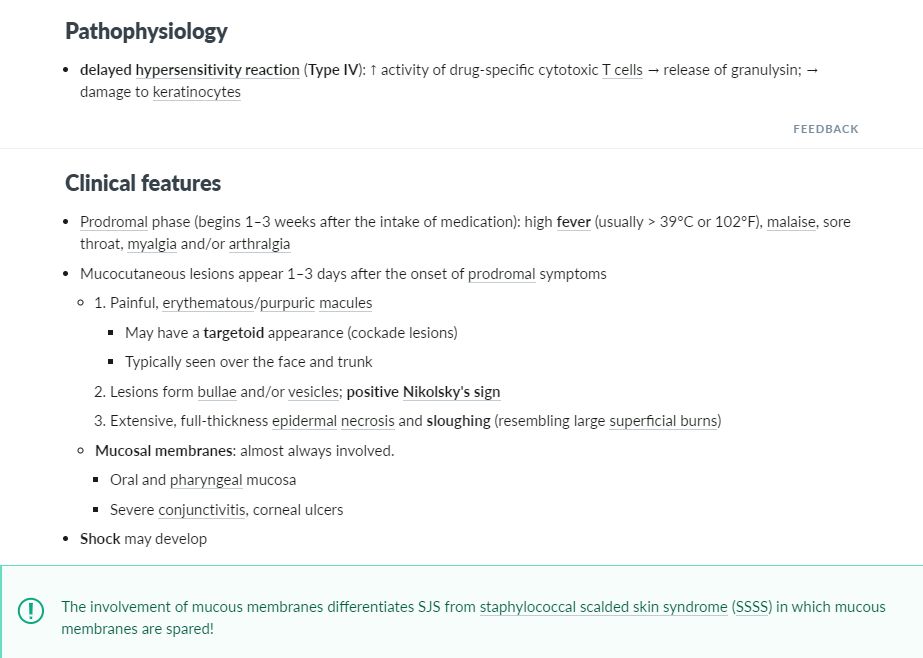 Pathophysiology
• delayed hypersensitivity reaction (Type IV): ↑ activity of drug-specific cytotoxic T cells → release of granulysin; →
damage to keratinocytes
FEEDBACK
Clinical features
• Prodromal phase (begins 1–3 weeks after the intake of medication): high fever (usually > 39°C or 102°F), malaise, sore
throat, myalgia and/or arthralgia
• Mucocutaneous lesions appear 1–3 days after the onset of prodromal symptoms
1. Painful, erythematous/purpuric macules
▪ May have a targetoid appearance (cockade lesions)
▪ Typically seen over the face and trunk
2. Lesions form bullae and/or vesicles; positive Nikolsky's sign
3. Extensive, full-thickness epidermal necrosis and sloughing (resembling large superficial burns)
Mucosal membranes: almost always involved.
▪ Oral and pharyngeal mucosa
▪ Severe conjunctivitis, corneal ulcers
• Shock may develop
The involvement of mucous membranes differentiates SJS from staphylococcal scalded skin syndrome (SSSS) in which mucous
membranes are spared!